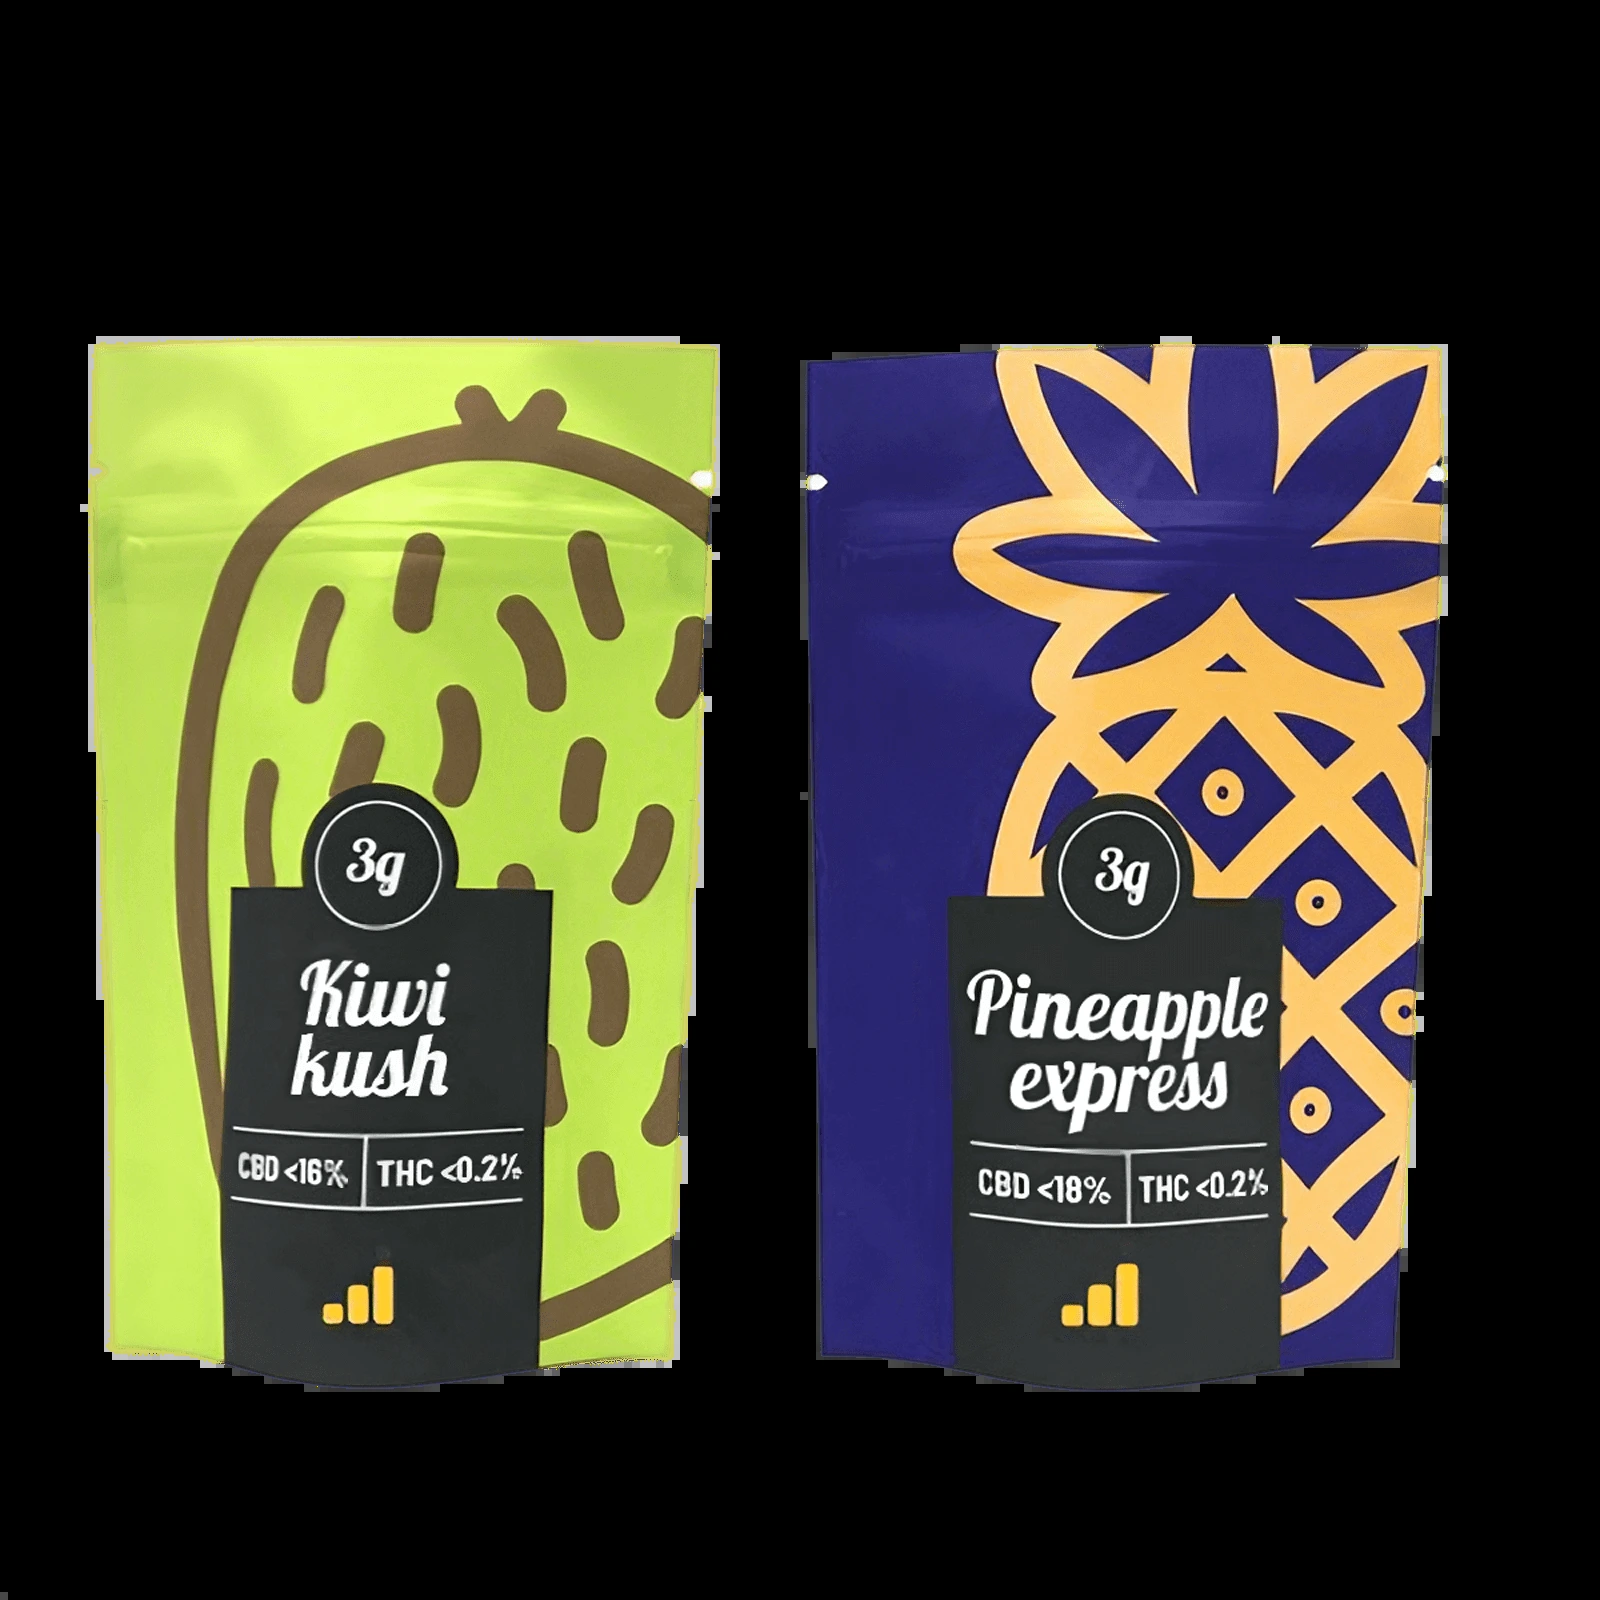 3g
Kiwi
kush
CBD <16% THC <0.2%
3g
Pineapple
express
CBD <18% THC <0.2%